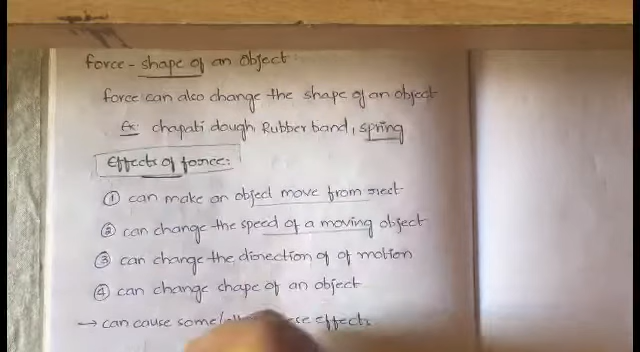 force - shape of an object
force can also change the shape of an object
Ex: chapati dough, Rubber band, spring
Effects of force:
① can make an object move from rest
② can change the speed of a moving object
③ can change the direction of of motion
④ can change shape of an object
→ can cause some effects